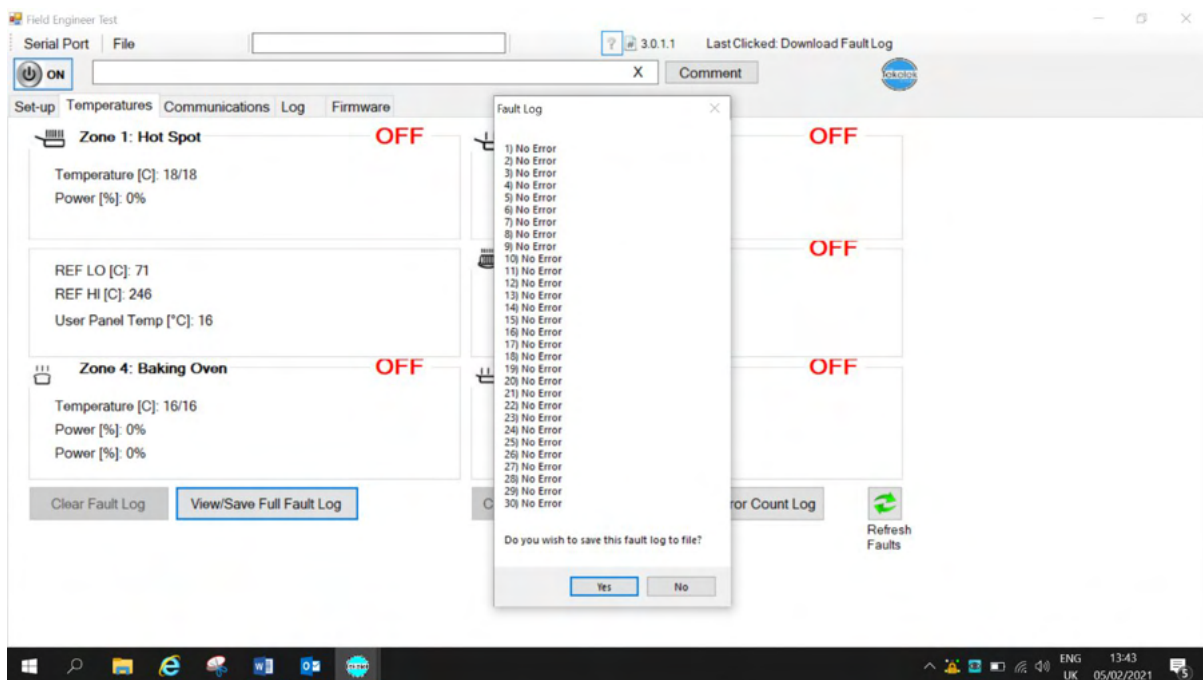 Field Engineer Test
Serial Port File
? # 3.0.1.1 Last Clicked: Download Fault Log
ON X Comment
Tokolok
Set-up Temperatures Communications Log Firmware
Zone 1: Hot Spot OFF
Temperature [C]: 18/18
Power [%]: 0%
REF LO [C]: 71
REF HI [C]: 246
User Panel Temp [°C]: 16
Zone 4: Baking Oven OFF
Temperature [C]: 16/16
Power [%]: 0%
Power [%]: 0%
Clear Fault Log View/Save Full Fault Log
Fault Log
1) No Error
2) No Error
3) No Error
4) No Error
5) No Error
6) No Error
7) No Error
8) No Error
9) No Error
10) No Error
11) No Error
12) No Error
13) No Error
14) No Error
15) No Error
16) No Error
17) No Error
18) No Error
19) No Error
20) No Error
21) No Error
22) No Error
23) No Error
24) No Error
25) No Error
26) No Error
27) No Error
28) No Error
29) No Error
30) No Error
Do you wish to save this fault log to file?
Yes No
OFF
OFF
OFF
C
ror Count Log
Refresh
Faults
ENG 13:43
UK 05/02/2021
5